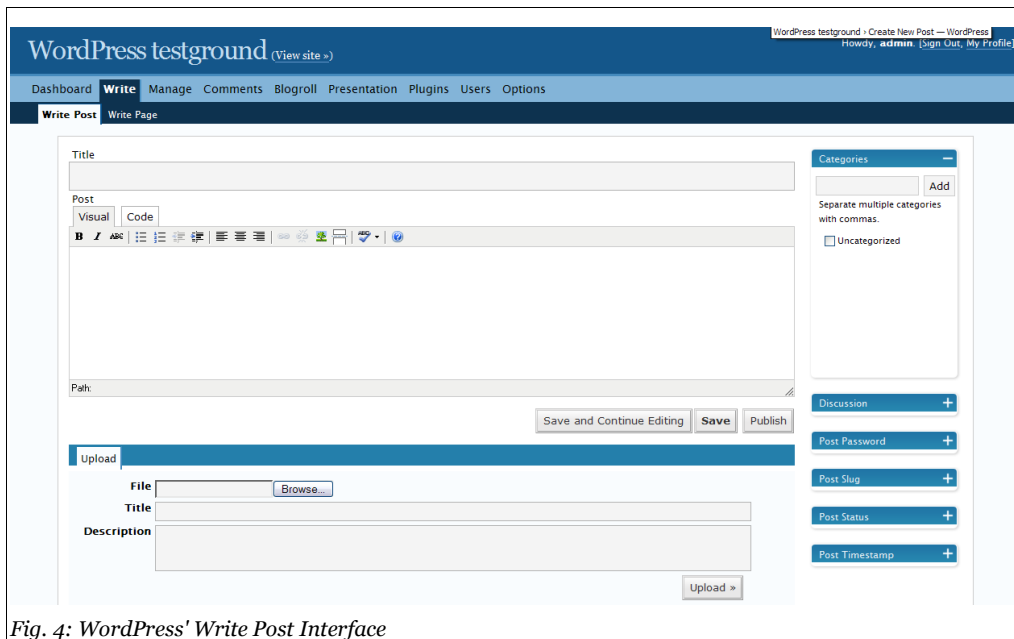 WordPress testground › Create New Post — WordPress
WordPress testground (View site »)
Howdy, admin. [Sign Out, My Profile]
Dashboard Write Manage Comments Blogroll Presentation Plugins Users Options
Write Post Write Page
Title
Post
Visual Code
B I ABC
Path:
Save and Continue Editing Save Publish
Upload
File Browse...
Title
Description
Upload »
Categories
Add
Separate multiple categories
with commas.
Uncategorized
Discussion
Post Password
Post Slug
Post Status
Post Timestamp
Fig. 4: WordPress' Write Post Interface